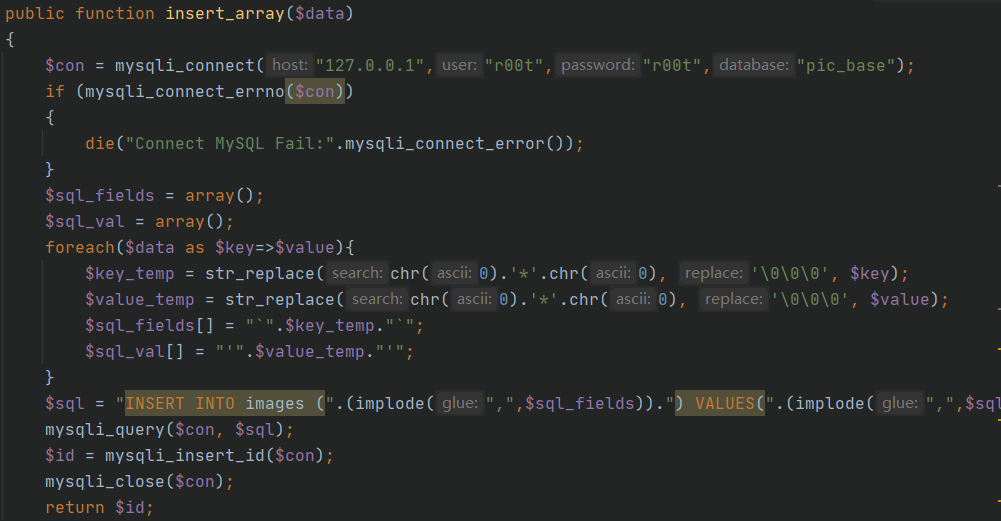 public function insert_array($data)
{
$con = mysqli_connect( host: "127.0.0.1", user: "r00t", password: "r00t", database: "pic_base");
if (mysqli_connect_errno($con))
{
die("Connect MySQL Fail:".mysqli_connect_error());
}
$sql_fields = array();
$sql_val = array();
foreach($data as $key=>$value){
$key_temp = str_replace( search: chr( ascii: 0).'*'.chr( ascii: 0), replace: '\0\0\0', $key);
$value_temp = str_replace( search: chr( ascii: 0).'*'.chr( ascii: 0), replace: '\0\0\0', $value);
$sql_fields[] = "`".$key_temp."`";
$sql_val[] = "'".$value_temp."'";
}
$sql = "INSERT INTO images (".(implode( glue: ",",$sql_fields)).") VALUES(".(implode( glue: ",",$sql
mysqli_query($con, $sql);
$id = mysqli_insert_id($con);
mysqli_close($con);
return $id;